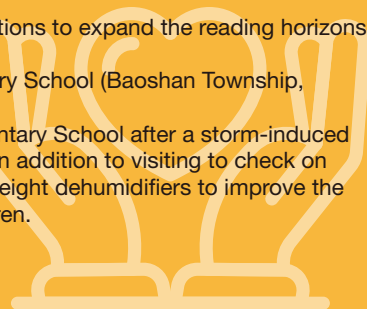 tions to expand the reading horizons
ry School (Baoshan Township,
ntary School after a storm-induced
n addition to visiting to check on
eight dehumidifiers to improve the
en.